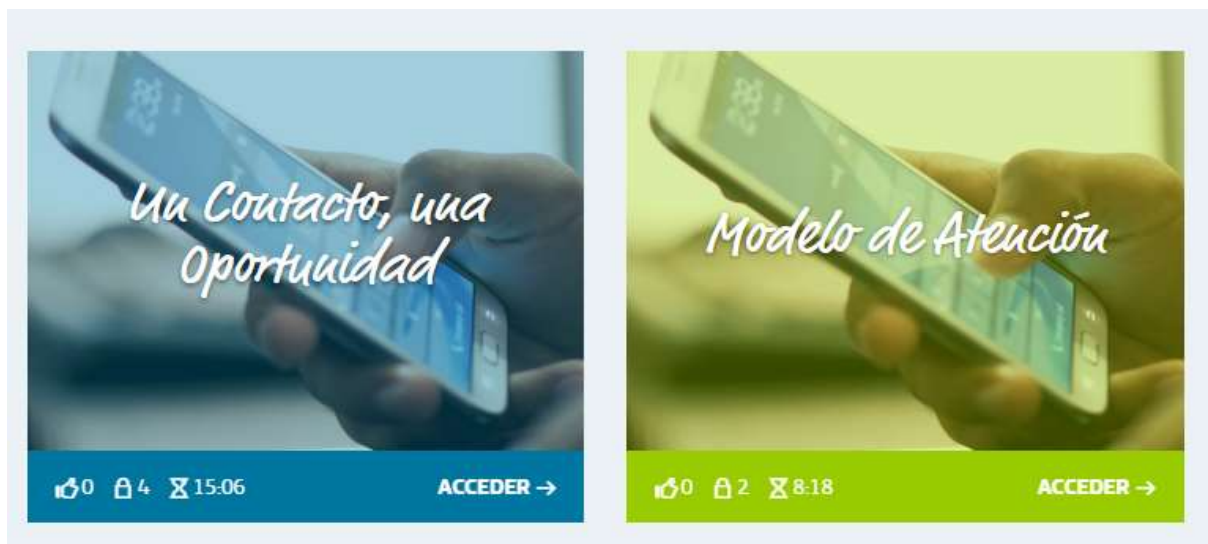 Un Contacto, una
Oportunidad
0 4 15:06 ACCEDER →
Modelo de Atención
0 2 8:18 ACCEDER →